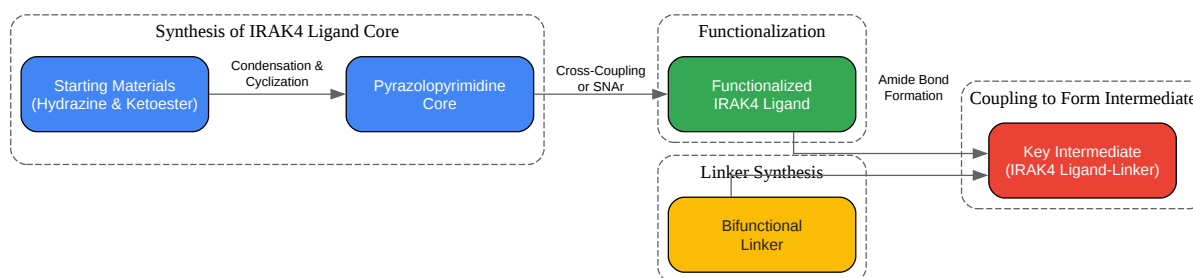 Synthesis of IRAK4 Ligand Core
Starting Materials
(Hydrazine & Ketoester)
Condensation &
Cyclization
Pyrazolopyrimidine
Core
Cross-Coupling
or SNAr
Functionalization
Functionalized
IRAK4 Ligand
Amide Bond
Formation
Coupling to Form Intermediate
Key Intermediate
(IRAK4 Ligand-Linker)
Linker Synthesis
Bifunctional
Linker